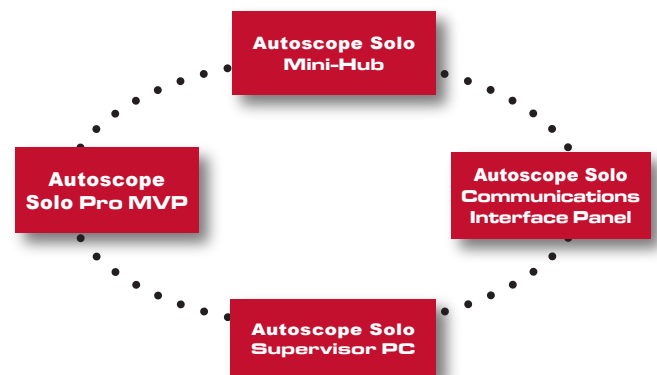 Autoscope Solo
Mini-Hub
Autoscope
Solo Pro MVP
Autoscope Solo
Communications
Interface Panel
Autoscope Solo
Supervisor PC